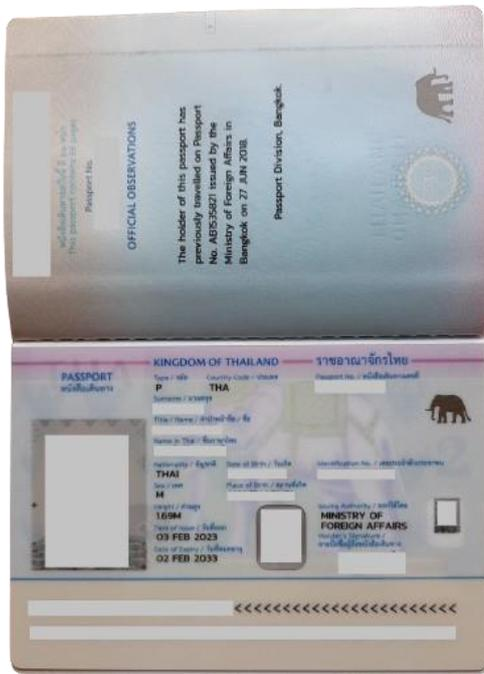 Passport No.
OFFICIAL OBSERVATIONS
The holder of this passport has
previously travelled on Passport
No. AB1535821 issued by the
Ministry of Foreign Affairs in
Bangkok on 27 JUN 2018.
Passport Division, Bangkok.
KINGDOM OF THAILAND
ราชอาณาจักรไทย
PASSPORT
หนังสือเดินทาง
Type / ชนิด
Country Code / ประเทศ
Passport No. / หนังสือเดินทางเลขที่
P
THA
Surname / นามสกุล
Title / Name / คำนำหน้าชื่อ / ชื่อ
Name in Thai / ชื่อภาษาไทย
Nationality / สัญชาติ
Date of Birth / วันเกิด
Identification No. / เลขประจำตัวประชาชน
THAI
Sex / เพศ
Place of Birth / สถานที่เกิด
M
Height / ส่วนสูง
1.69M
Issuing Authority / ออกให้โดย
MINISTRY OF
FOREIGN AFFAIRS
Date of Issue / วันที่ออก
03 FEB 2023
Holder's Signature /
Date of Expiry / วันที่หมดอายุ
02 FEB 2033
<<<<<<<<<<<<<<<<<<<<<<<<